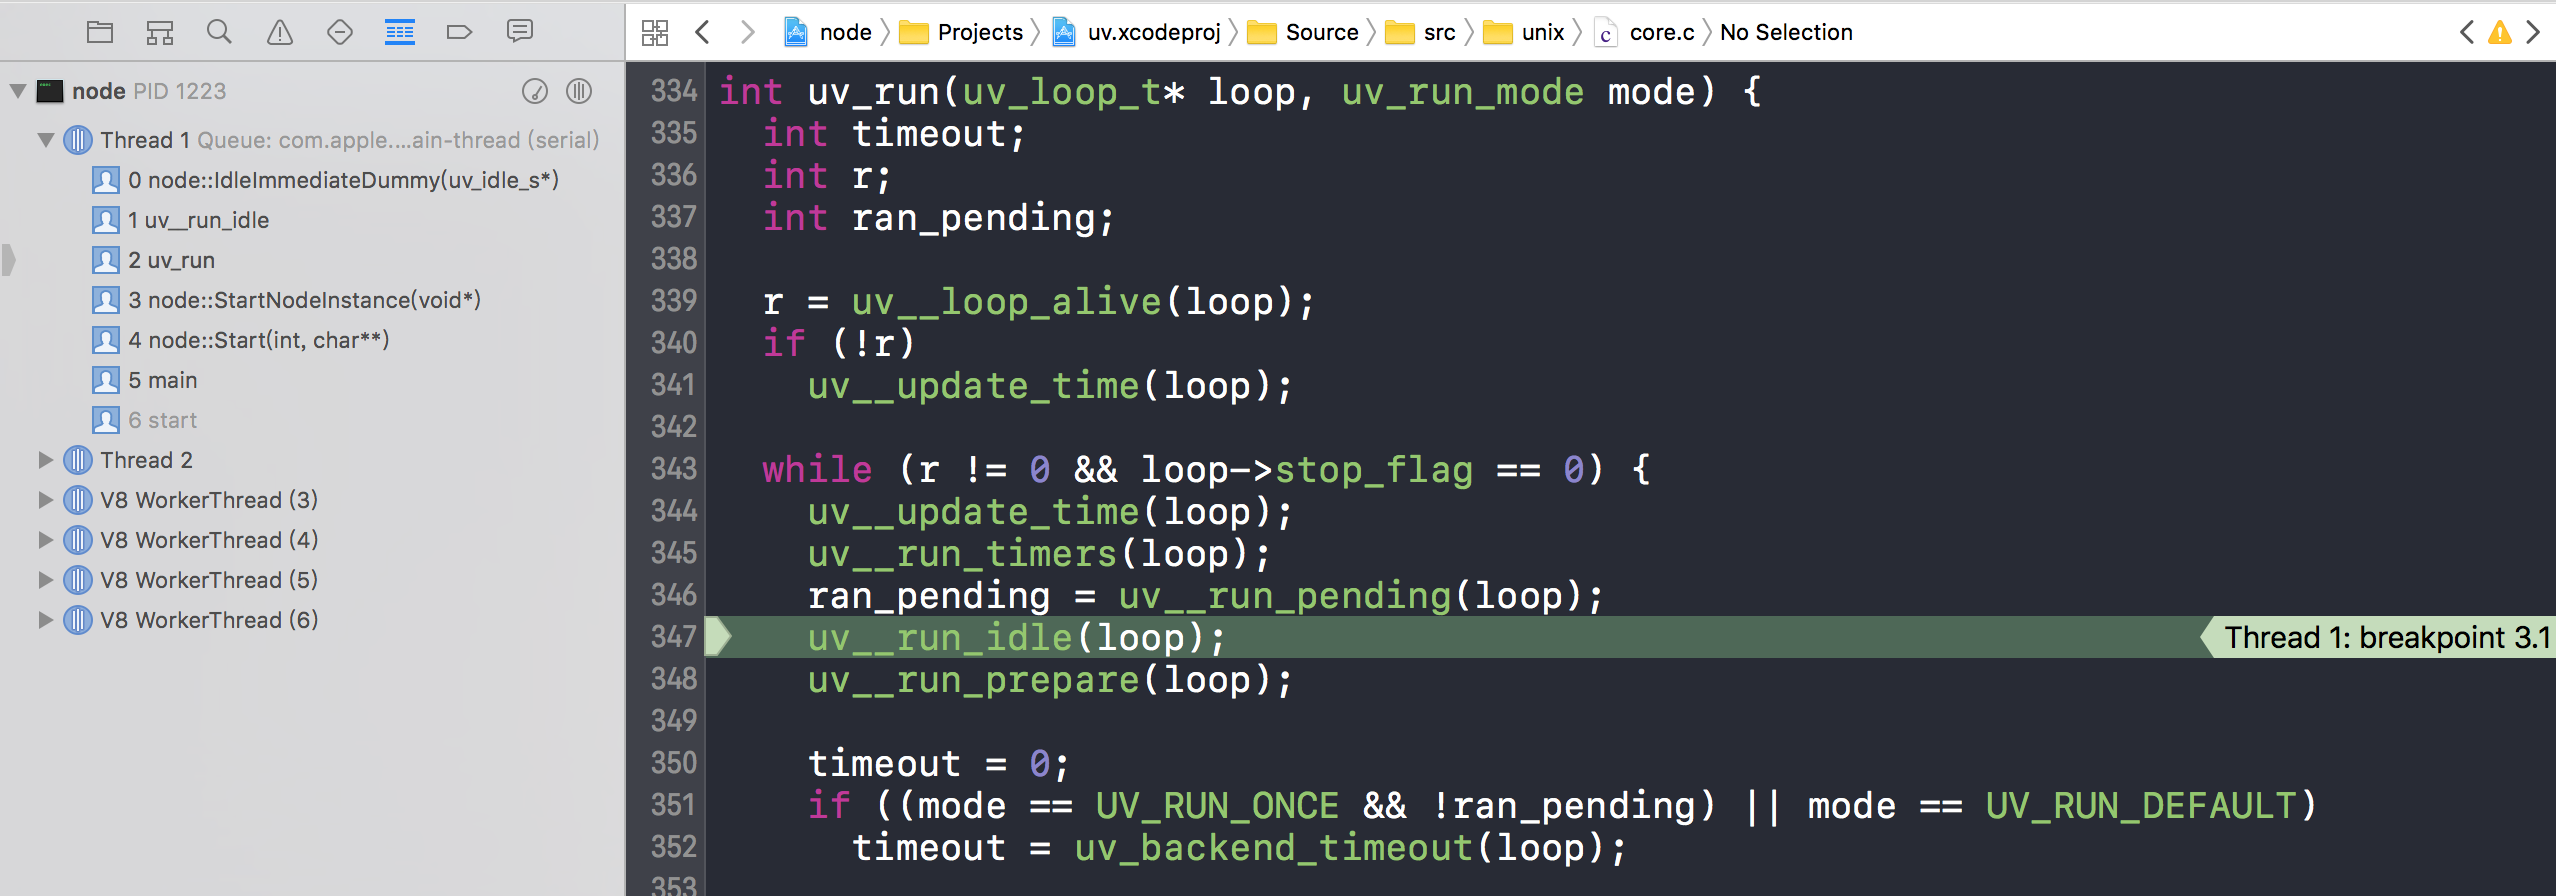 node Projects uv.xcodeproj Source src unix c core.c No Selection
node PID 1223
Thread 1 Queue: com.apple....ain-thread (serial)
0 node::IdleImmediateDummy(uv_idle_s*)
1 uv__run_idle
2 uv_run
3 node::StartNodeInstance(void*)
4 node::Start(int, char**)
5 main
6 start
Thread 2
V8 WorkerThread (3)
V8 WorkerThread (4)
V8 WorkerThread (5)
V8 WorkerThread (6)
334 int uv_run(uv_loop_t* loop, uv_run_mode mode) {
335   int timeout;
336   int r;
337   int ran_pending;
338
339   r = uv__loop_alive(loop);
340   if (!r)
341     uv__update_time(loop);
342
343   while (r != 0 && loop->stop_flag == 0) {
344     uv__update_time(loop);
345     uv__run_timers(loop);
346     ran_pending = uv__run_pending(loop);
347     uv__run_idle(loop); Thread 1: breakpoint 3.1
348     uv__run_prepare(loop);
349
350     timeout = 0;
351     if ((mode == UV_RUN_ONCE && !ran_pending) || mode == UV_RUN_DEFAULT)
352       timeout = uv_backend_timeout(loop);
353